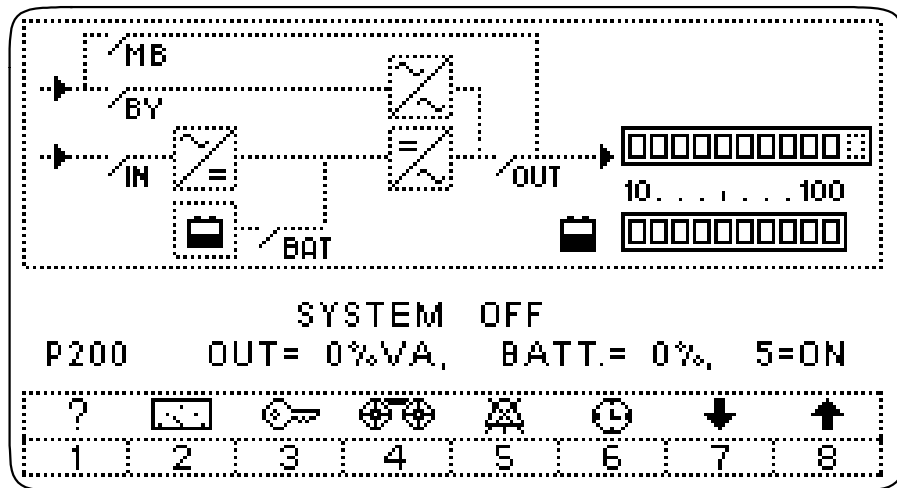 MB
BY
IN
OUT
10. . . ı . . .100
BAT
SYSTEM OFF
P200 OUT= 0%VA, BATT.= 0%, 5=ON
?
1 2 3 4 5 6 7 8